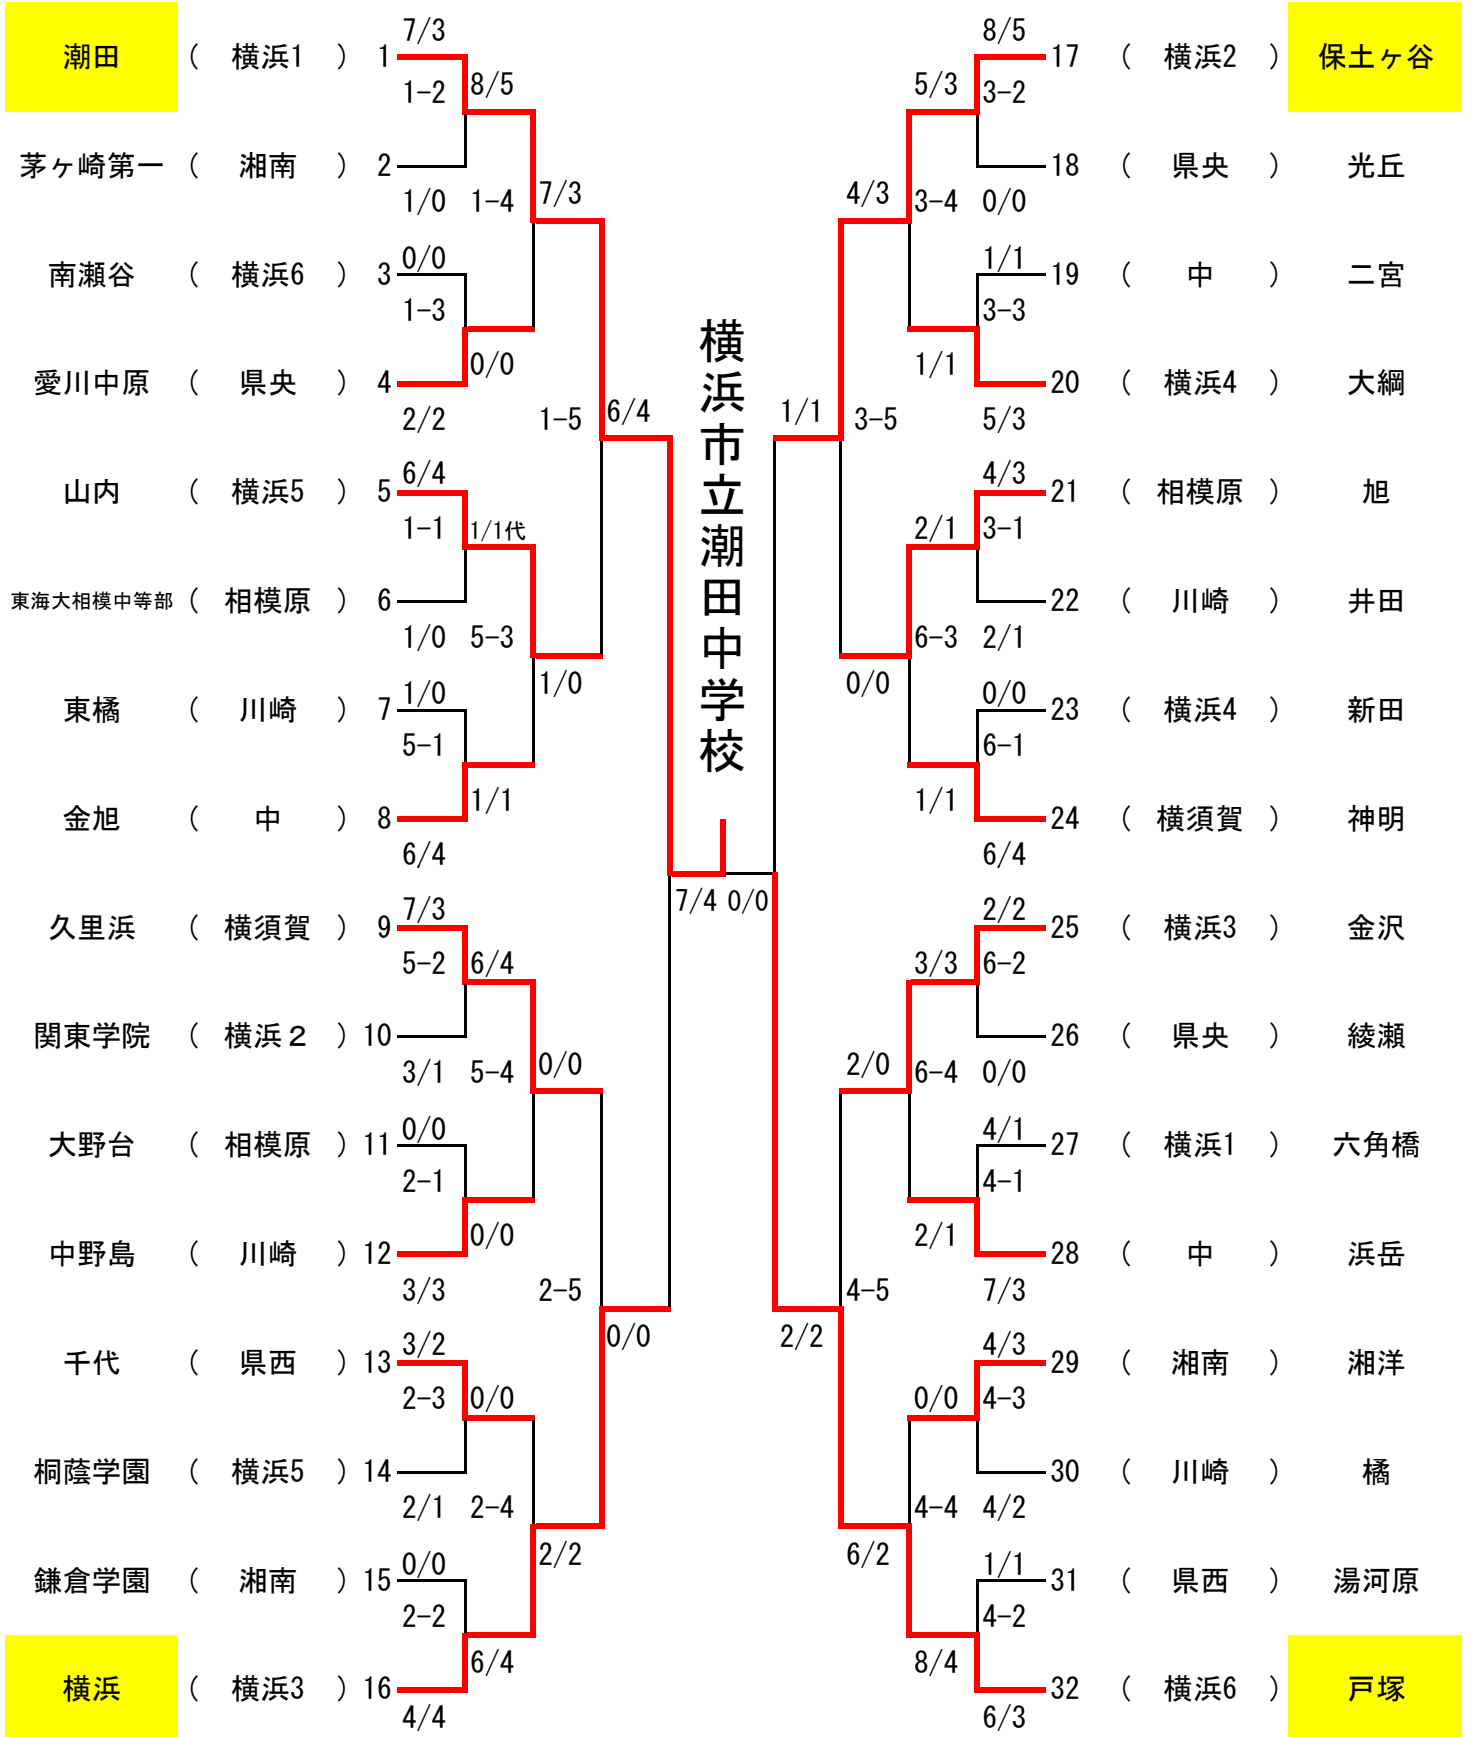 7/3
潮田 ( 横浜1 ) 1
1-2 8/5
茅ヶ崎第一 ( 湘南 ) 2
1/0 1-4 7/3
0/0
南瀬谷 ( 横浜6 ) 3
1-3
愛川中原 ( 県央 ) 4 0/0
2/2 1-5 6/4
6/4
山内 ( 横浜5 ) 5
1-1 1/1代
東海大相模中等部 ( 相模原 ) 6
1/0 5-3
1/0
東橘 ( 川崎 ) 7 1/0
5-1
金旭 ( 中 ) 8 1/1
6/4
7/3
久里浜 ( 横須賀 ) 9
5-2 6/4
関東学院 ( 横浜２ ) 10
3/1 5-4 0/0
0/0
大野台 ( 相模原 ) 11
2-1
中野島 ( 川崎 ) 12 0/0
3/3 2-5
0/0
3/2
千代 ( 県西 ) 13
2-3 0/0
桐蔭学園 ( 横浜5 ) 14
2/1 2-4
2/2
0/0
鎌倉学園 ( 湘南 ) 15
2-2
横浜 ( 横浜3 ) 16 6/4
4/4
横浜市立潮田中学校
7/4 0/0
8/5
17 ( 横浜2 ) 保土ヶ谷
5/3 3-2
18 ( 県央 ) 光丘
4/3 3-4 0/0
1/1
19 ( 中 ) 二宮
3-3
1/1 20 ( 横浜4 ) 大綱
1/1 3-5 5/3
4/3
21 ( 相模原 ) 旭
2/1 3-1
22 ( 川崎 ) 井田
6-3 2/1
0/0
0/0
23 ( 横浜4 ) 新田
6-1
1/1 24 ( 横須賀 ) 神明
6/4
2/2
25 ( 横浜3 ) 金沢
3/3 6-2
26 ( 県央 ) 綾瀬
2/0 6-4 0/0
4/1
27 ( 横浜1 ) 六角橋
4-1
2/1 28 ( 中 ) 浜岳
4-5 7/3
2/2
4/3
29 ( 湘南 ) 湘洋
0/0 4-3
30 ( 川崎 ) 橘
4-4 4/2
6/2
1/1
31 ( 県西 ) 湯河原
4-2
8/4 32 ( 横浜6 ) 戸塚
6/3